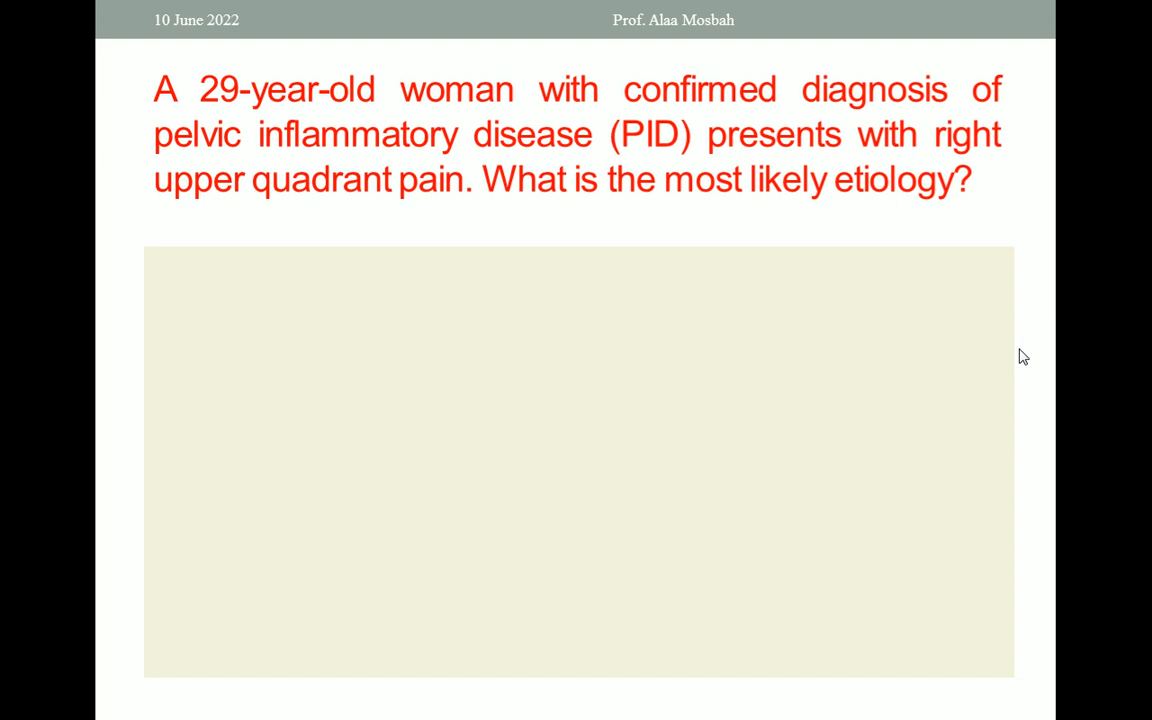 10 June 2022
Prof. Alaa Mosbah
A 29-year-old woman with confirmed diagnosis of
pelvic inflammatory disease (PID) presents with right
upper quadrant pain. What is the most likely etiology?